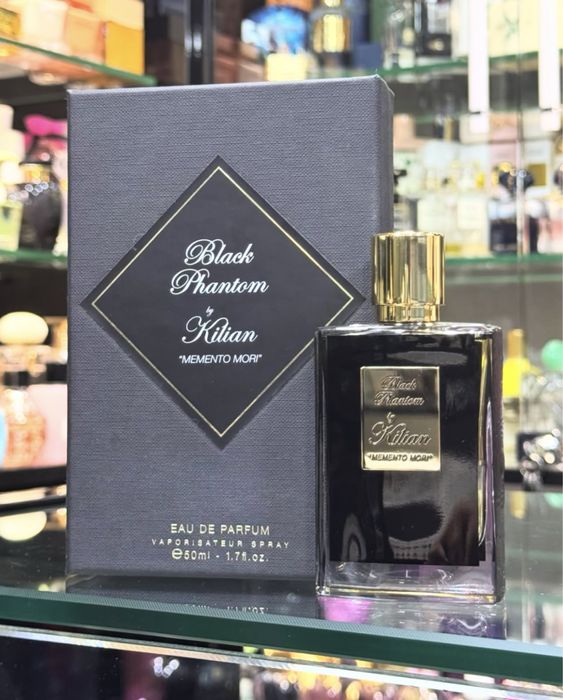 Black
Phantom
by
Kilian
"MEMENTO MORI"
EAU DE PARFUM
VAPORISATEUR SPRAY
℮50ml - 1.7fl.oz.
Black
Phantom
by
Kilian
"MEMENTO MORI"